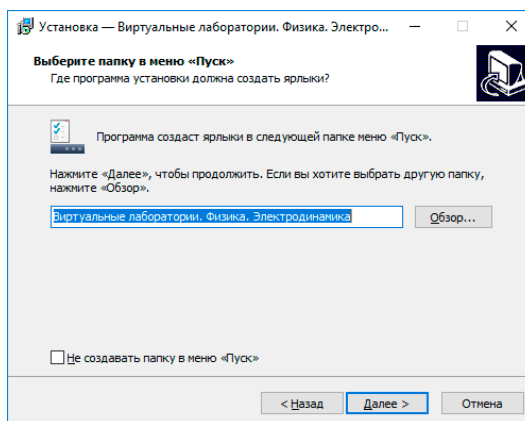 Установка — Виртуальные лаборатории. Физика. Электро...
Выберите папку в меню «Пуск»
Где программа установки должна создать ярлыки?
Программа создаст ярлыки в следующей папке меню «Пуск».
Нажмите «Далее», чтобы продолжить. Если вы хотите выбрать другую папку,
нажмите «Обзор».
Виртуальные лаборатории. Физика. Электродинамика
Обзор...
Не создавать папку в меню «Пуск»
< Назад
Далее >
Отмена